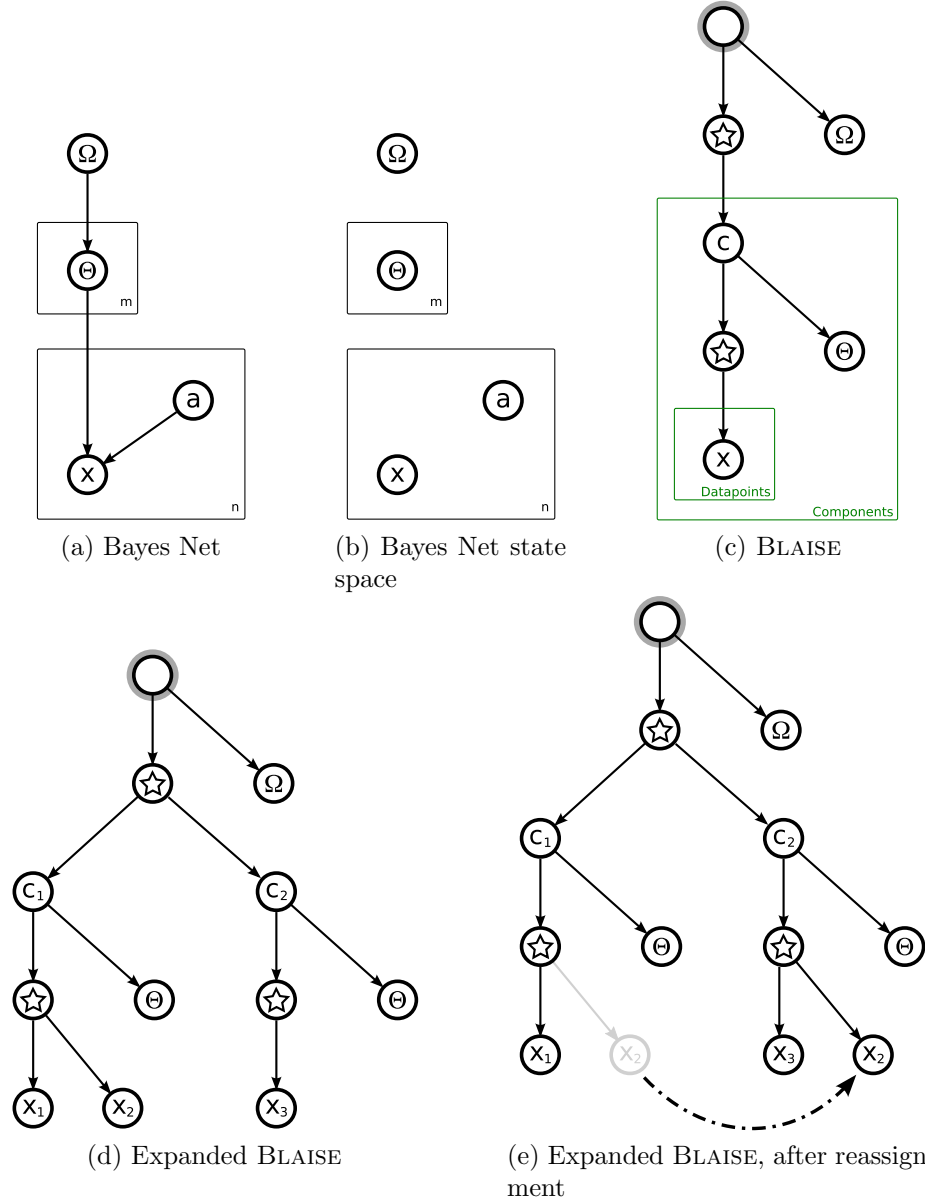 Ω
Θ
m
a
x
n
(a) Bayes Net
Ω
Θ
m
a
x
n
(b) Bayes Net state
space
Ω
C
Θ
x
Datapoints
Components
(c) BLAISE
Ω
C₁
C₂
Θ
Θ
x₁
x₂
x₃
(d) Expanded BLAISE
Ω
C₁
C₂
Θ
Θ
x₁
x₂
x₃
x₂
(e) Expanded BLAISE, after reassign
ment